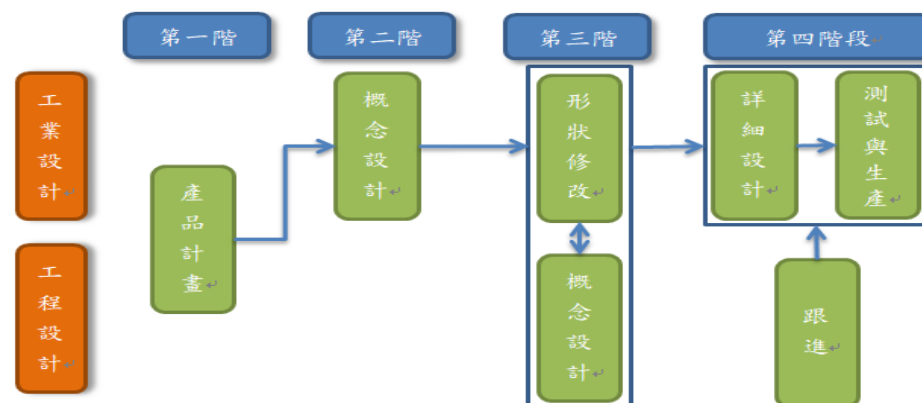 第一階
第二階
第三階
第四階段
工業設計
概念設計
形狀修改
詳細設計
測試與生產
產品計畫
工程設計
概念設計
跟進